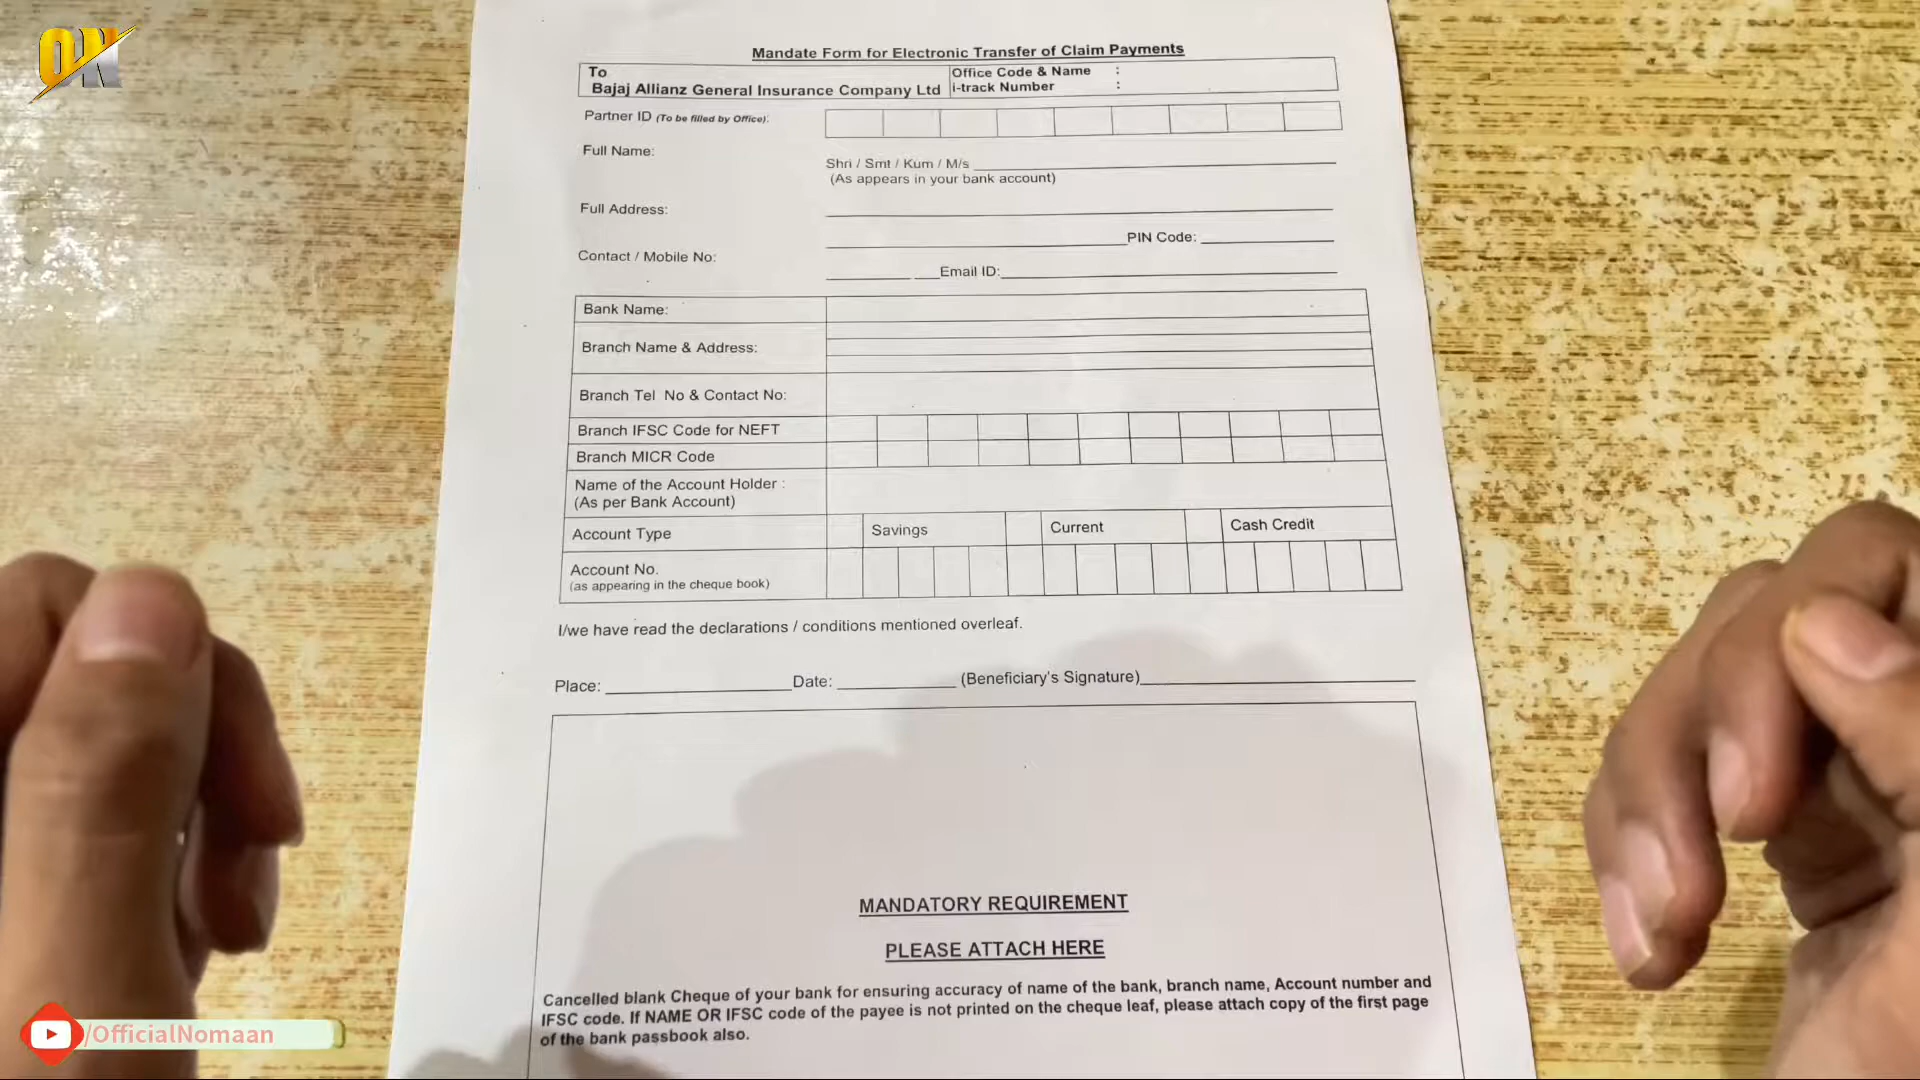 ON
Mandate Form for Electronic Transfer of Claim Payments
To
Bajaj Allianz General Insurance Company Ltd
Office Code & Name :
i-track Number :
Partner ID (To be filled by Office):
Full Name:
Shri / Smt / Kum / M/s
(As appears in your bank account)
Full Address:
PIN Code:
Contact / Mobile No:
Email ID:
Bank Name:
Branch Name & Address:
Branch Tel No & Contact No:
Branch IFSC Code for NEFT
Branch MICR Code
Name of the Account Holder :
(As per Bank Account)
Account Type
Savings
Current
Cash Credit
Account No.
(as appearing in the cheque book)
I/we have read the declarations / conditions mentioned overleaf.
Place: Date: (Beneficiary's Signature)
MANDATORY REQUIREMENT
PLEASE ATTACH HERE
Cancelled blank Cheque of your bank for ensuring accuracy of name of the bank, branch name, Account number and
IFSC code. If NAME OR IFSC code of the payee is not printed on the cheque leaf, please attach copy of the first page
of the bank passbook also.
/OfficialNomaan